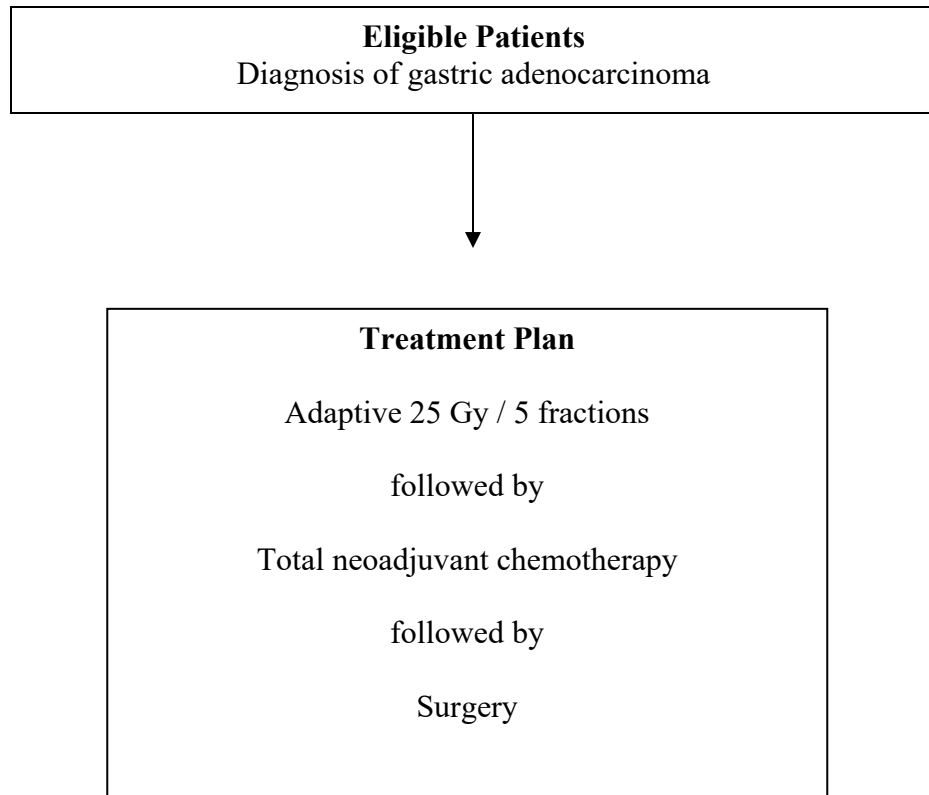 Eligible Patients
Diagnosis of gastric adenocarcinoma
Treatment Plan
Adaptive 25 Gy / 5 fractions
followed by
Total neoadjuvant chemotherapy
followed by
Surgery